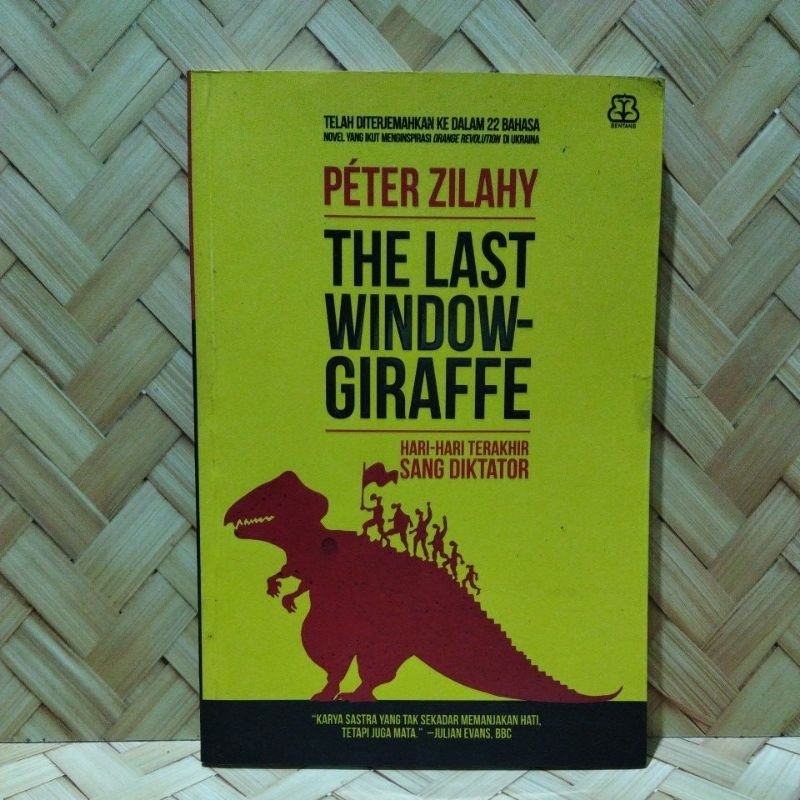 TELAH DITERJEMAHKAN KE DALAM 22 BAHASA
NOVEL YANG IKUT MENGINSPIRASI ORANGE REVOLUTION DI UKRAINA
BENTANG
PÉTER ZILAHY
THE LAST
WINDOW-
GIRAFFE
HARI-HARI TERAKHIR
SANG DIKTATOR
"KARYA SASTRA YANG TAK SEKADAR MEMANJAKAN HATI,
TETAPI JUGA MATA." —JULIAN EVANS, BBC